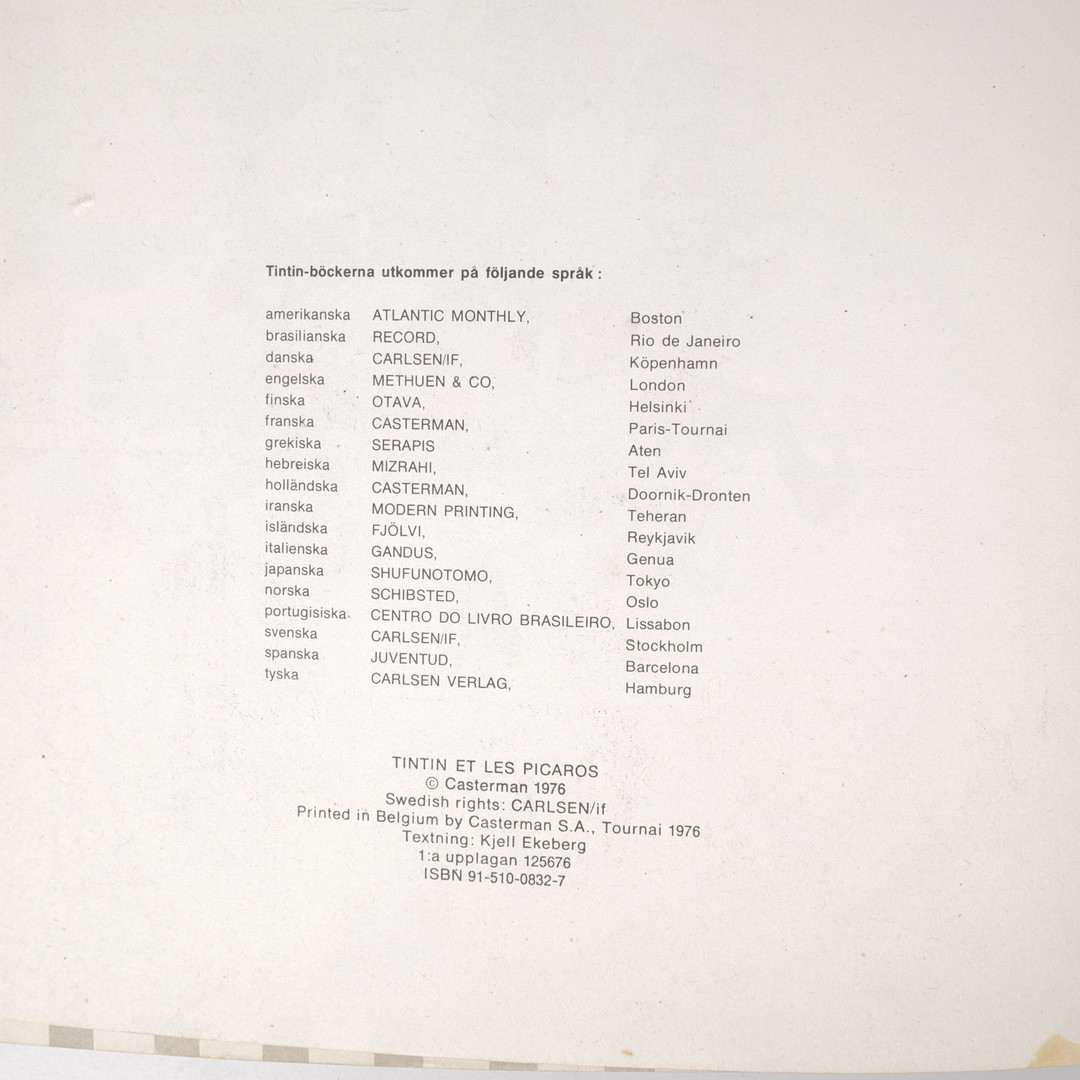 Tintin-böckerna utkommer på följande språk :
amerikanska ATLANTIC MONTHLY, Boston
brasilianska RECORD, Rio de Janeiro
danska CARLSEN/IF, Köpenhamn
engelska METHUEN & CO, London
finska OTAVA, Helsinki
franska CASTERMAN, Paris-Tournai
grekiska SERAPIS Aten
hebreiska MIZRAHI, Tel Aviv
holländska CASTERMAN, Doornik-Dronten
iranska MODERN PRINTING, Teheran
isländska FJÖLVI, Reykjavik
italienska GANDUS, Genua
japanska SHUFUNOTOMO, Tokyo
norska SCHIBSTED, Oslo
portugisiska CENTRO DO LIVRO BRASILEIRO, Lissabon
svenska CARLSEN/IF, Stockholm
spanska JUVENTUD, Barcelona
tyska CARLSEN VERLAG, Hamburg
TINTIN ET LES PICAROS
© Casterman 1976
Swedish rights: CARLSEN/if
Printed in Belgium by Casterman S.A., Tournai 1976
Textning: Kjell Ekeberg
1:a upplagan 125676
ISBN 91-510-0832-7